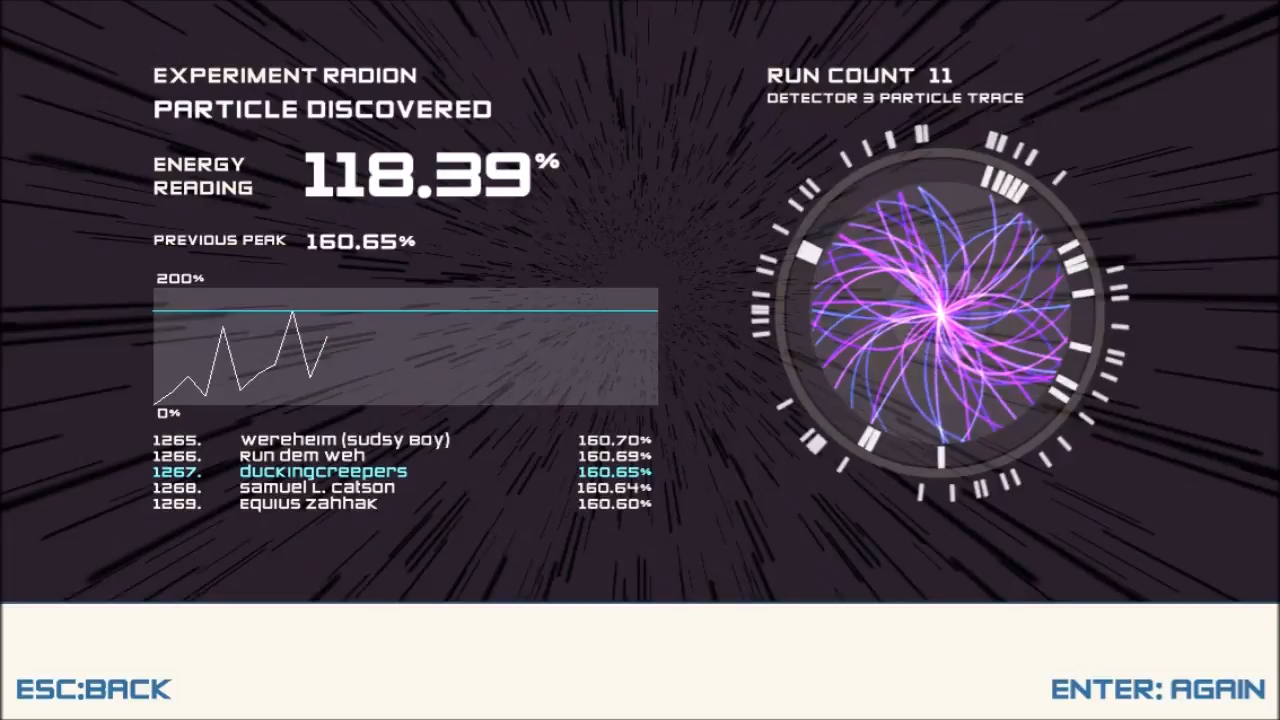 EXPERIMENT RADION
PARTICLE DISCOVERED
ENERGY READING 118.39%
PREVIOUS PEAK 160.65%
200%
0%
1265. Wereheim (Sudsy Boy) 160.70%
1266. Run Dem Weh 160.69%
1267. duckingcreepers 160.65%
1268. Samuel L. Catson 160.64%
1269. Equius Zahhak 160.60%
RUN COUNT 11
DETECTOR 3 PARTICLE TRACE
ESC:BACK
ENTER: AGAIN